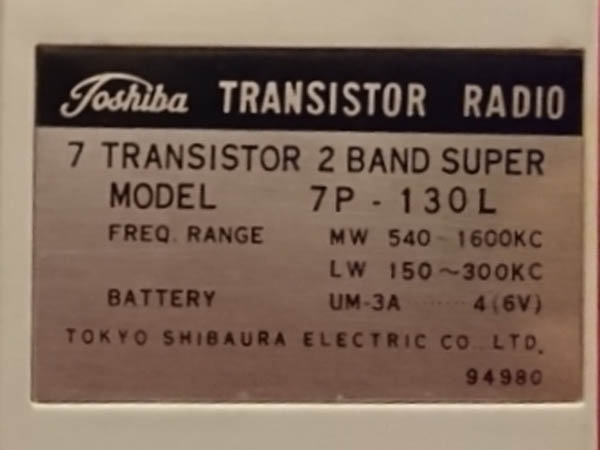 Toshiba TRANSISTOR RADIO
7 TRANSISTOR 2 BAND SUPER
MODEL 7P - 130L
FREQ. RANGE MW 540 ~ 1600KC
LW 150 ~ 300KC
BATTERY UM-3A ······ 4 (6V)
TOKYO SHIBAURA ELECTRIC CO. LTD.
94980